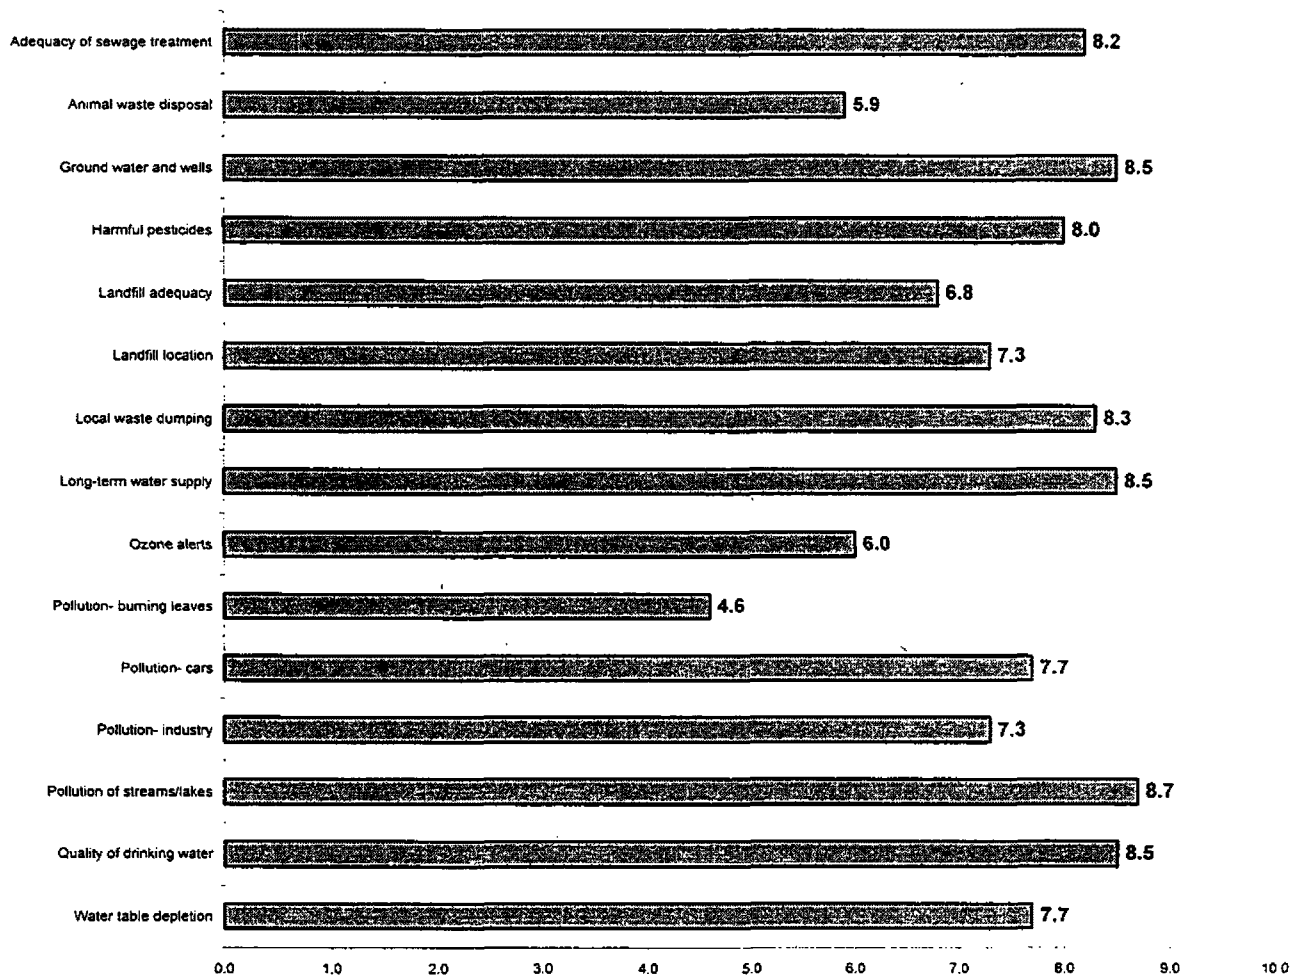 Adequacy of sewage treatment 8.2
Animal waste disposal 5.9
Ground water and wells 8.5
Harmful pesticides 8.0
Landfill adequacy 6.8
Landfill location 7.3
Local waste dumping 8.3
Long-term water supply 8.5
Ozone alerts 6.0
Pollution- burning leaves 4.6
Pollution- cars 7.7
Pollution- industry 7.3
Pollution of streams/lakes 8.7
Quality of drinking water 8.5
Water table depletion 7.7
0.0 1.0 2.0 3.0 4.0 5.0 6.0 7.0 8.0 9.0 10.0